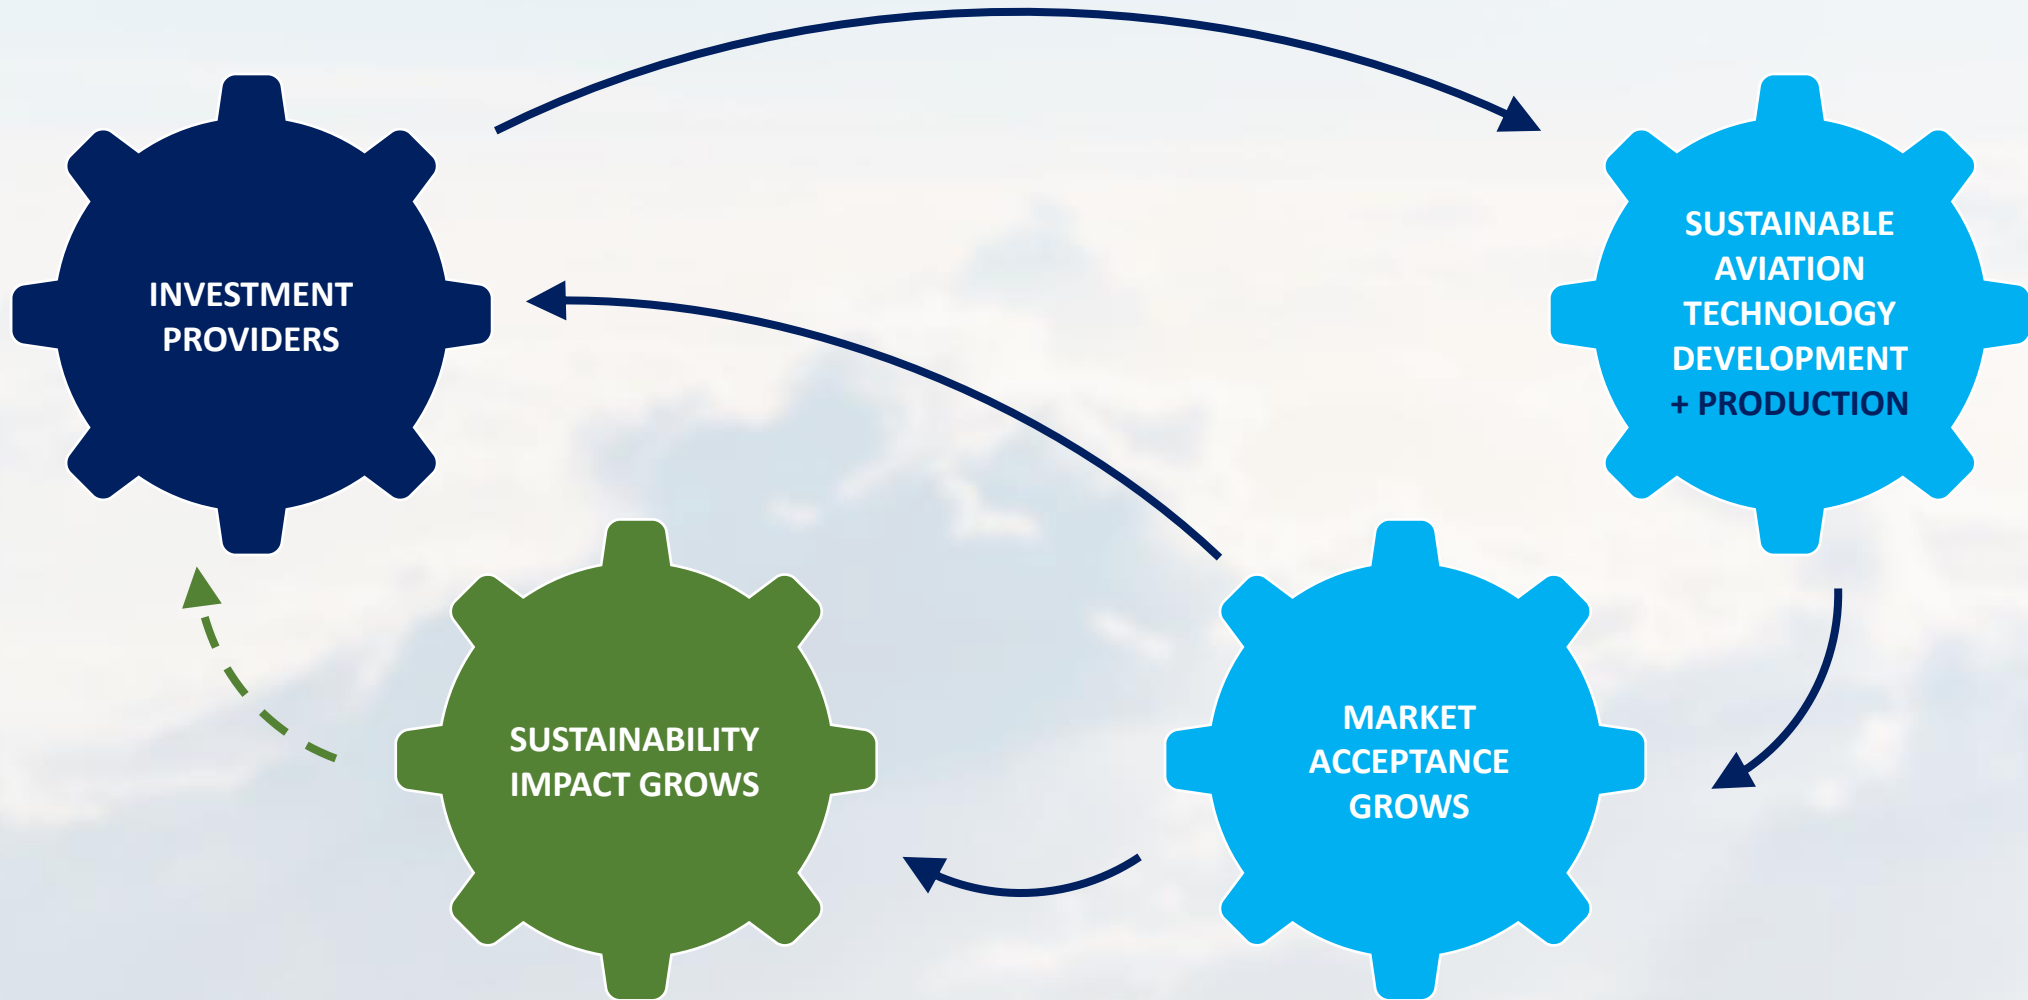 INVESTMENT
PROVIDERS
SUSTAINABLE
AVIATION
TECHNOLOGY
DEVELOPMENT
+ PRODUCTION
SUSTAINABILITY
IMPACT GROWS
MARKET
ACCEPTANCE
GROWS